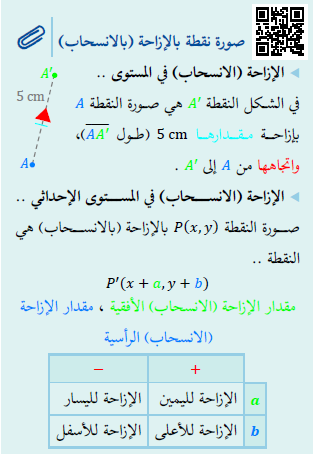 صورة نقطة بالإزاحة (بالانسحاب)
◀ الإزاحة (الانسحاب) في المستوى ..
في الشكل النقطة A′ هي صورة النقطة A
بإزاحة مقدارها 5 cm (طول AA′)،
واتجاهها من A إلى A′ .
A′
5 cm
A
◀ الإزاحة (الانسحاب) في المستوى الإحداثي ..
صورة النقطة P(x, y) بالإزاحة (بالانسحاب) هي
النقطة ..
P′(x + a, y + b)
مقدار الإزاحة (الانسحاب) الأفقية ، مقدار الإزاحة
(الانسحاب) الرأسية
+ −
a الإزاحة لليمين الإزاحة لليسار
b الإزاحة للأعلى الإزاحة للأسفل